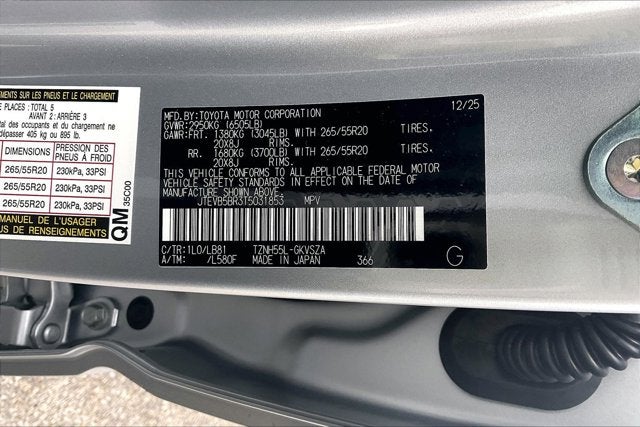 EMENTS SUR LES PNEUS ET LE CHARGEMENT
E PLACES : TOTAL 5
AVANT 2 : ARRIÈRE 3
tal des occupants et du chargement
dépasser 405 kg ou 895 lb.
DIMENSIONS PRESSION DES PNEUS À FROID
265/55R20 230kPa, 33PSI
265/55R20 230kPa, 33PSI
265/55R20 230kPa, 33PSI
MANUEL DE L'USAGER
QM 35C00
MFD.BY:TOYOTA MOTOR CORPORATION 12/25
GVWR:2950KG (6505LB)
GAWR:FRT. 1380KG (3045LB) WITH 265/55R20 TIRES.
20X8J RIMS.
RR. 1680KG (3700LB) WITH 265/55R20 TIRES.
20X8J RIMS.
THIS VEHICLE CONFORMS TO ALL APPLICABLE FEDERAL MOTOR
VEHICLE SAFETY STANDARDS IN EFFECT ON THE DATE OF
MANUFACTURE SHOWN ABOVE.
JTEVB5BR3T5031853 MPV
C/TR:1L0/LB81 TZNH55L-GKVSZA
A/TM: /L580F MADE IN JAPAN 366
G